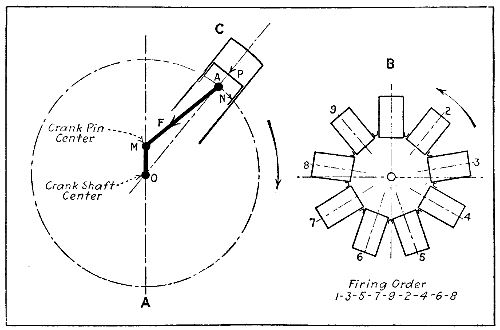 C
B
P
A
N
F
Crank Pin
Center
M
Crank Shaft
Center
O
A
2
3
4
5
6
7
8
9
Firing Order
1-3-5-7-9-2-4-6-8